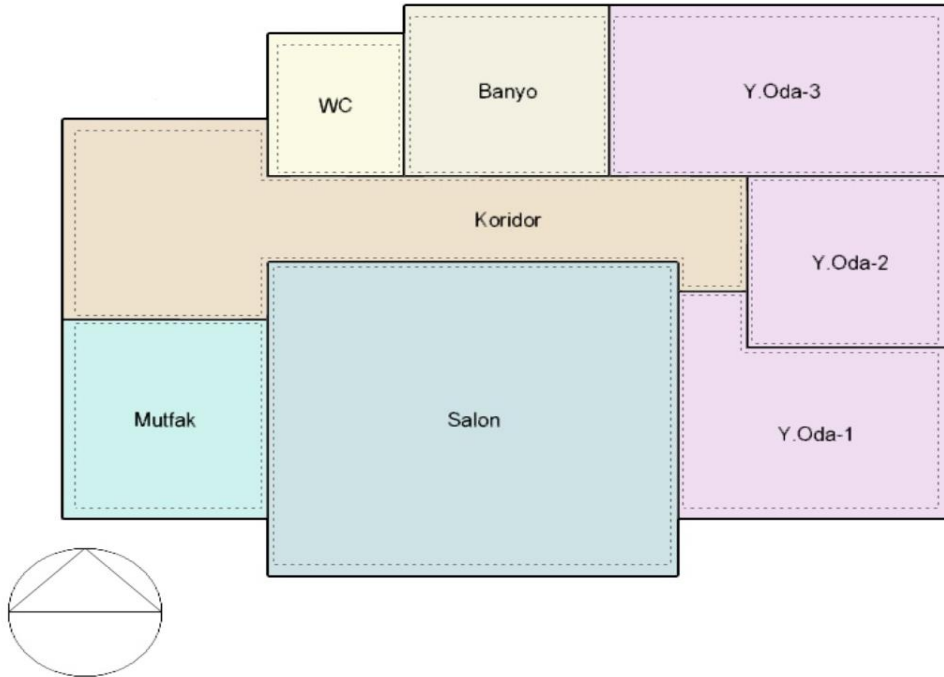 WC
Banyo
Y.Oda-3
Koridor
Y.Oda-2
Mutfak
Salon
Y.Oda-1